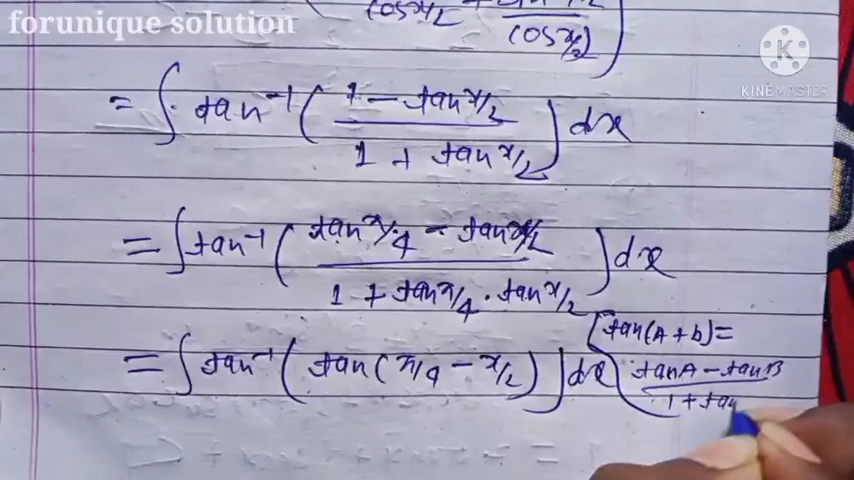 forunique solution
cos x/2
cos x/2
KINEMASTER
= ∫ tan⁻¹ ( 1 - tan x/2 / 1 + tan x/2 ) dx
= ∫ tan⁻¹ ( tan π/4 - tan x/2 / 1 + tan π/4 · tan x/2 ) dx
[tan(A+b) =
= ∫ tan⁻¹ ( tan ( π/4 - x/2 ) ) dx
tanA - tanB
1 + tan